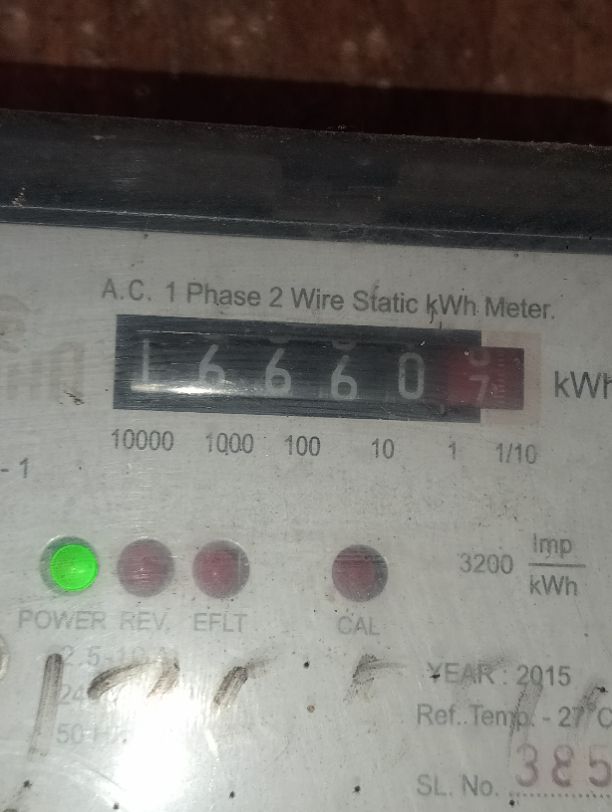 A.C. 1 Phase 2 Wire Static kWh Meter.
1 6 6 6 0 7 kWh
10000 1000 100 10 1 1/10
- 1
3200 Imp
kWh
POWER REV. EFLT CAL
YEAR : 2015
Ref. Temp. - 27°C
SL. No. 385